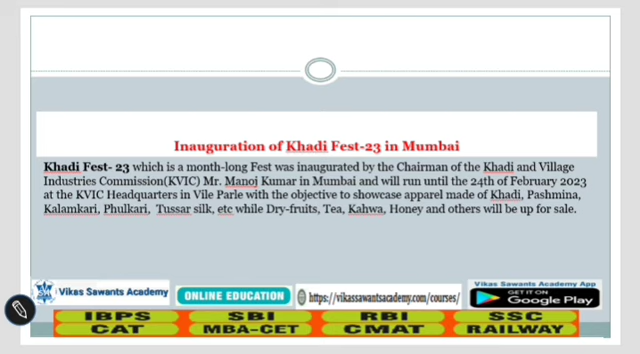 Inauguration of Khadi Fest-23 in Mumbai
Khadi Fest- 23 which is a month-long Fest was inaugurated by the Chairman of the Khadi and Village
Industries Commission(KVIC) Mr. Manoj Kumar in Mumbai and will run until the 24th of February 2023
at the KVIC Headquarters in Vile Parle with the objective to showcase apparel made of Khadi, Pashmina,
Kalamkari, Phulkari, Tussar silk, etc while Dry-fruits, Tea, Kahwa, Honey and others will be up for sale.
Vikas Sawants Academy
ONLINE EDUCATION
https://vikassawantsacademy.com/courses/
Vikas Sawants Academy App
GET IT ON
Google Play
IBPS SBI RBI SSC
CAT MBA-CET CMAT RAILWAY